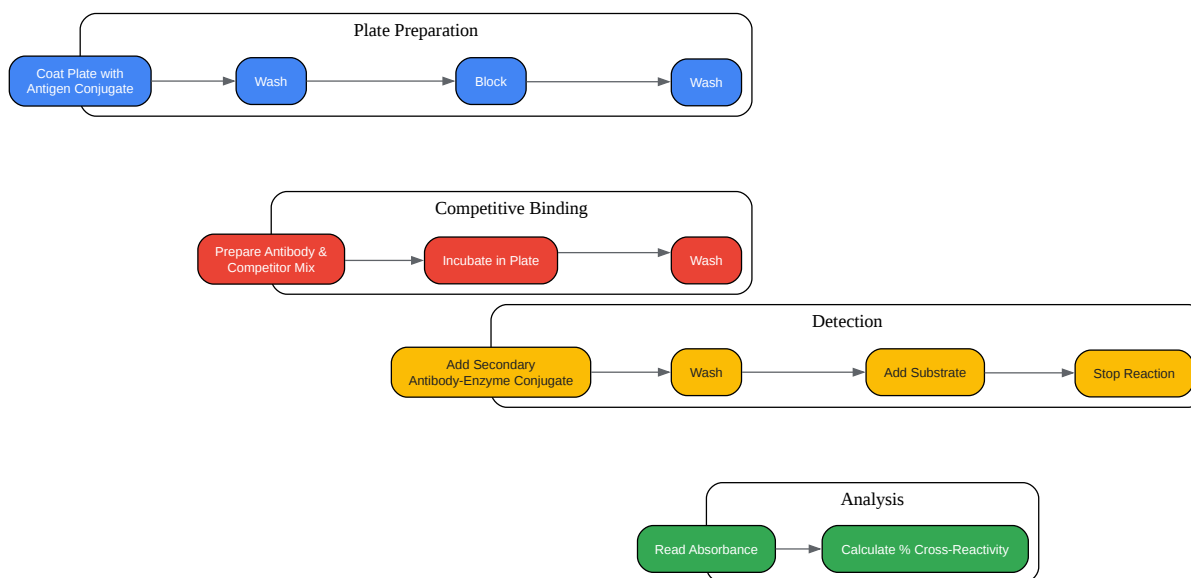 Plate Preparation
Coat Plate with
Antigen Conjugate
Wash
Block
Wash
Competitive Binding
Prepare Antibody &
Competitor Mix
Incubate in Plate
Wash
Detection
Add Secondary
Antibody-Enzyme Conjugate
Wash
Add Substrate
Stop Reaction
Analysis
Read Absorbance
Calculate % Cross-Reactivity